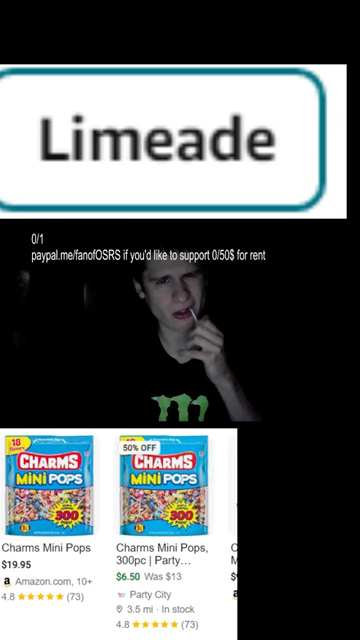 Limeade
0/1
paypal.me/fanofOSRS if you'd like to support 0/50$ for rent
18
CHARMS
MINI POPS
300
50% OFF
CHARMS
MINI POPS
300
Charms Mini Pops
$19.95
a Amazon.com, 10+
4.8 ★★★★★ (73)
Charms Mini Pops,
300pc | Party...
$6.50 Was $13
Party City
3.5 mi · In stock
4.8 ★★★★★ (73)